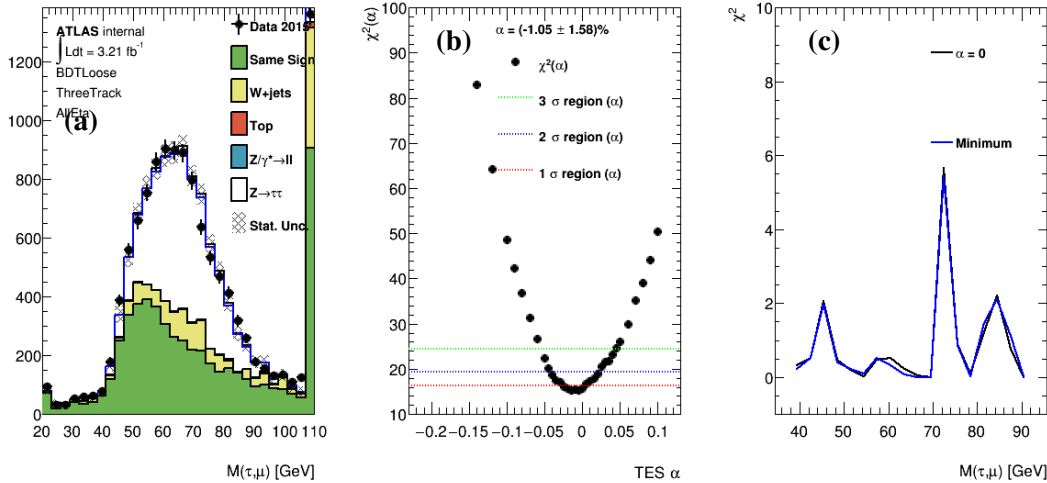 ATLAS internal
∫Ldt = 3.21 fb⁻¹
BDTLoose
ThreeTrack
AllEta
(a)
Data 2015
Same Sign
W+jets
Top
Z/γ*→ll
Z→ττ
Stat. Unc.
1200
1000
800
600
400
200
0
20 30 40 50 60 70 80 90 100 110
M(τ,μ) [GeV]
χ²(α)
(b)
α = (-1.05 ± 1.58)%
χ²(α)
3 σ region (α)
2 σ region (α)
1 σ region (α)
100
90
80
70
60
50
40
30
20
10
−0.2 −0.15 −0.1 −0.05 0 0.05 0.1
TES α
χ²
(c)
α = 0
Minimum
10
8
6
4
2
0
40 50 60 70 80 90
M(τ,μ) [GeV]